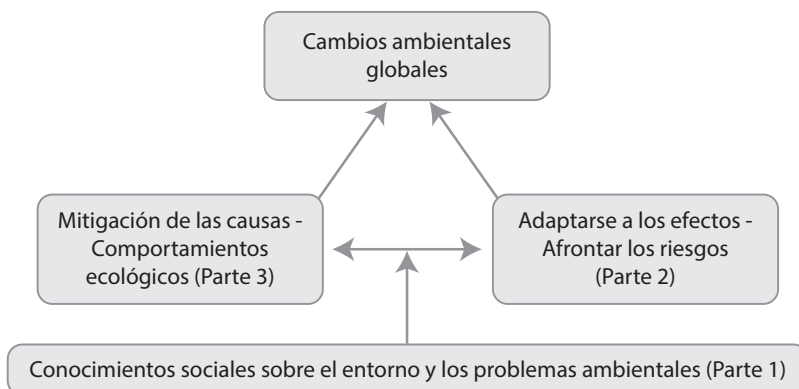 Cambios ambientales
globales
Mitigación de las causas -
Comportamientos
ecológicos (Parte 3)
Adaptarse a los efectos -
Afrontar los riesgos
(Parte 2)
Conocimientos sociales sobre el entorno y los problemas ambientales (Parte 1)